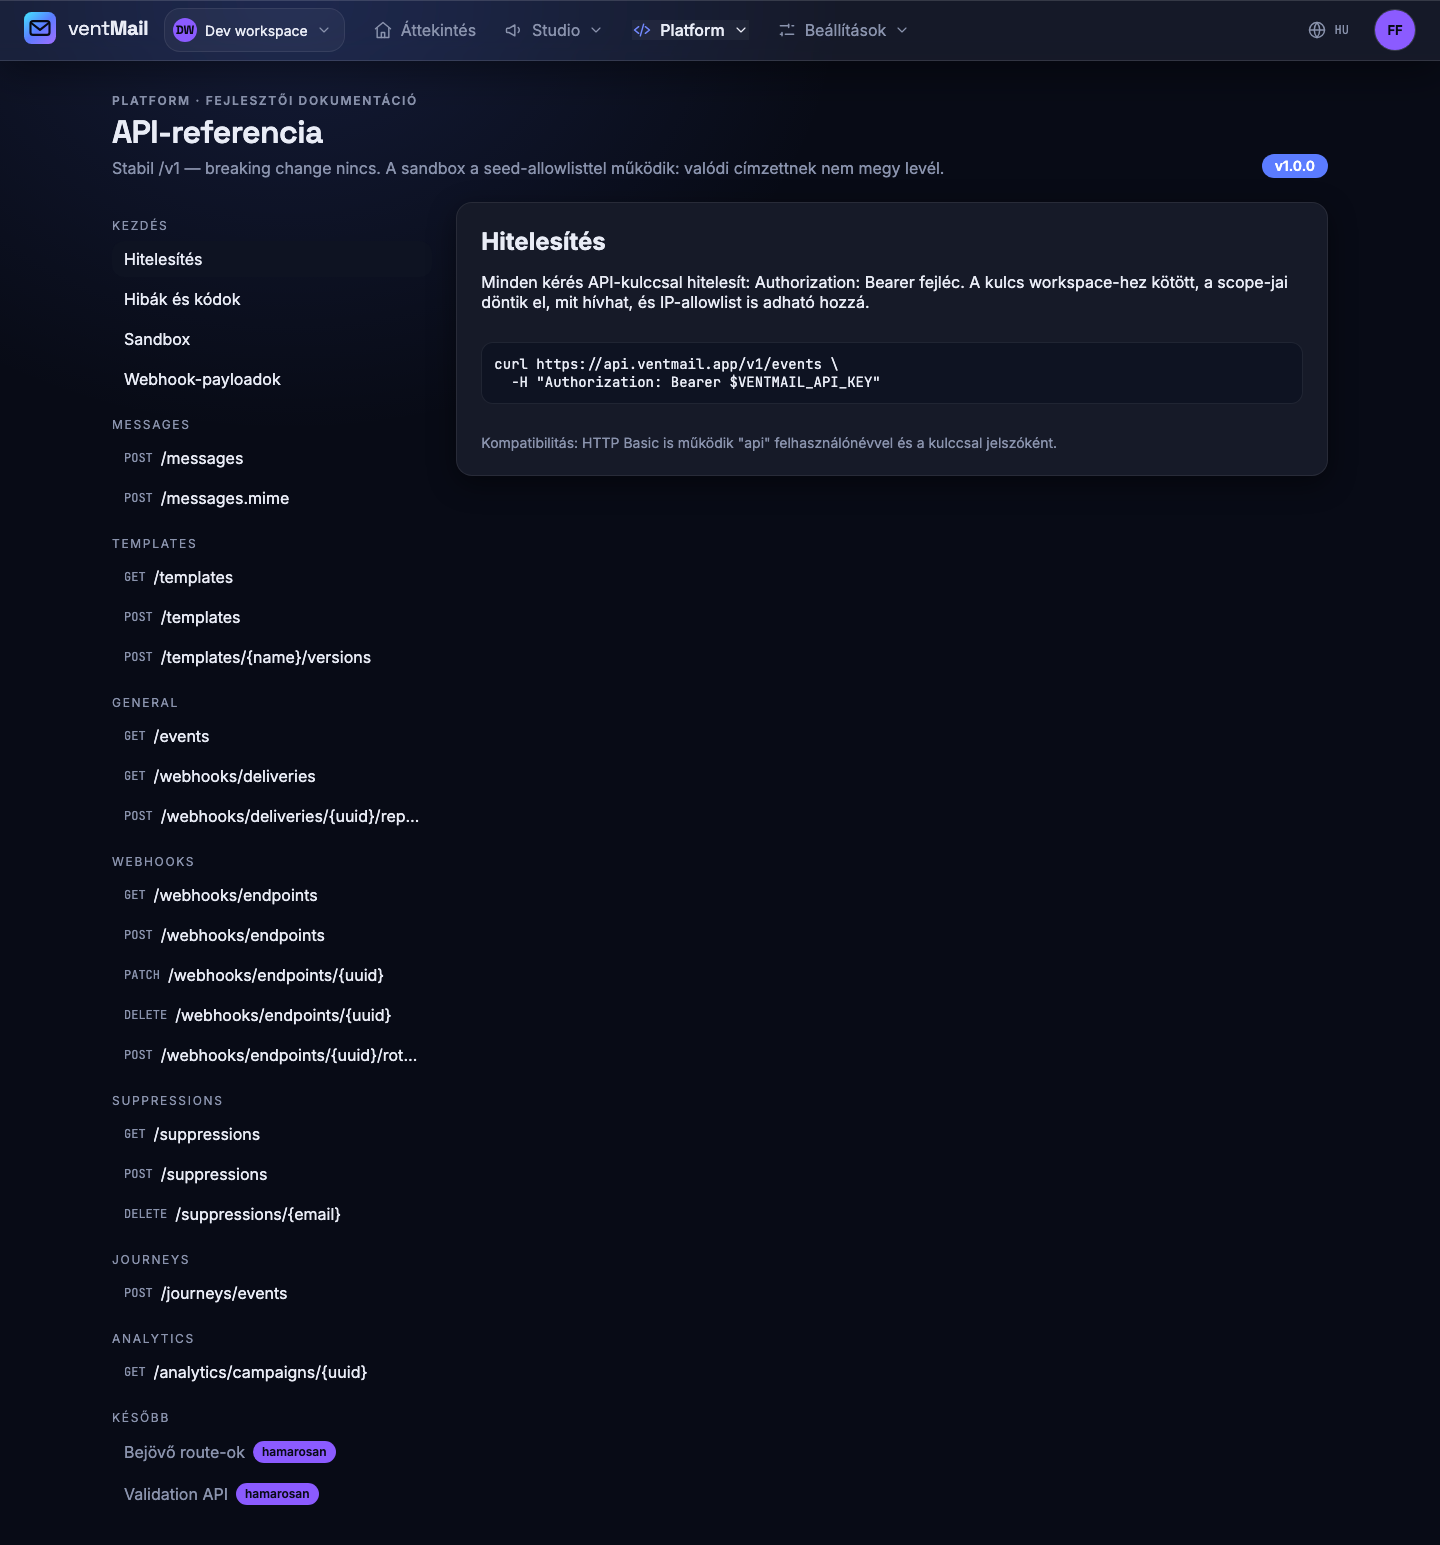 ventMail
DW Dev workspace
Áttekintés
Studio
Platform
Beállítások
HU
FF
PLATFORM · FEJLESZTŐI DOKUMENTÁCIÓ
API-referencia
Stabil /v1 — breaking change nincs. A sandbox a seed-allowlisttel működik: valódi címzettnek nem megy levél.
v1.0.0
KEZDÉS
Hitelesítés
Hibák és kódok
Sandbox
Webhook-payloadok
MESSAGES
POST /messages
POST /messages.mime
TEMPLATES
GET /templates
POST /templates
POST /templates/{name}/versions
GENERAL
GET /events
GET /webhooks/deliveries
POST /webhooks/deliveries/{uuid}/rep...
WEBHOOKS
GET /webhooks/endpoints
POST /webhooks/endpoints
PATCH /webhooks/endpoints/{uuid}
DELETE /webhooks/endpoints/{uuid}
POST /webhooks/endpoints/{uuid}/rot...
SUPPRESSIONS
GET /suppressions
POST /suppressions
DELETE /suppressions/{email}
JOURNEYS
POST /journeys/events
ANALYTICS
GET /analytics/campaigns/{uuid}
KÉSŐBB
Bejövő route-ok hamarosan
Validation API hamarosan
Hitelesítés
Minden kérés API-kulccsal hitelesít: Authorization: Bearer fejléc. A kulcs workspace-hez kötött, a scope-jai
döntik el, mit hívhat, és IP-allowlist is adható hozzá.
curl https://api.ventmail.app/v1/events \
-H "Authorization: Bearer $VENTMAIL_API_KEY"
Kompatibilitás: HTTP Basic is működik "api" felhasználónévvel és a kulccsal jelszóként.